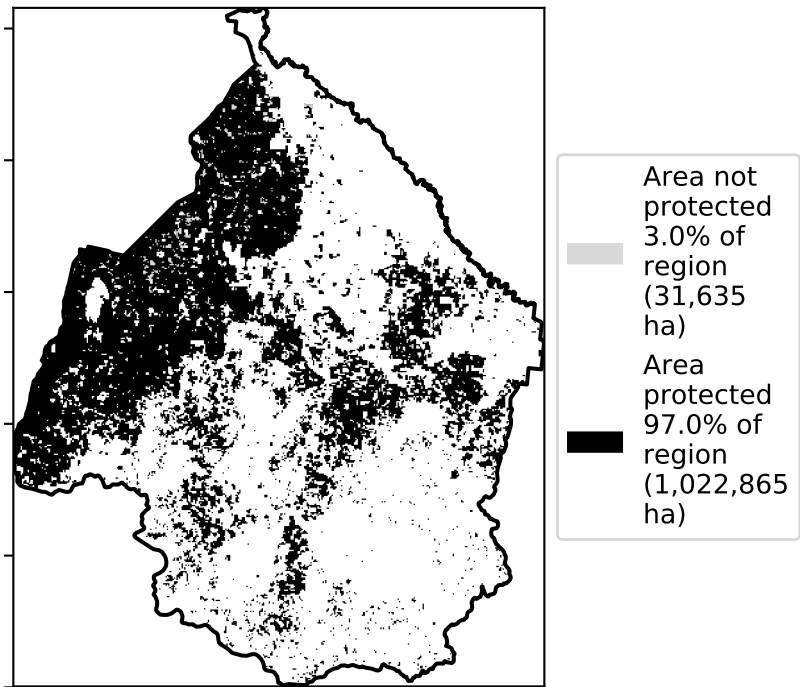 Area not
protected
3.0% of
region
(31,635
ha)
Area
protected
97.0% of
region
(1,022,865
ha)